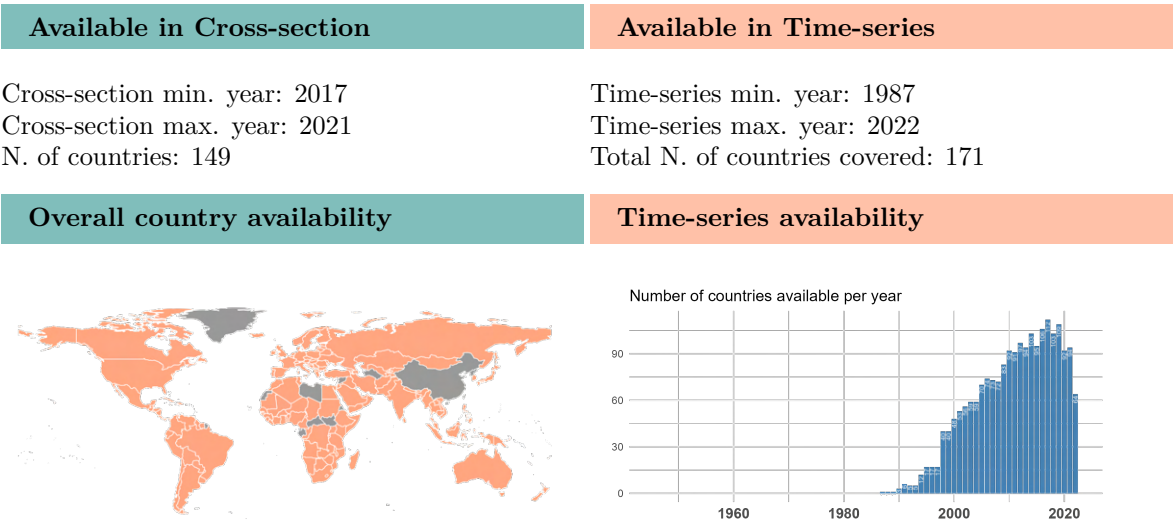 Available in Cross-section
Cross-section min. year: 2017
Cross-section max. year: 2021
N. of countries: 149
Available in Time-series
Time-series min. year: 1987
Time-series max. year: 2022
Total N. of countries covered: 171
Overall country availability
Time-series availability
Number of countries available per year
90
60
30
0
1960
1980
2000
2020